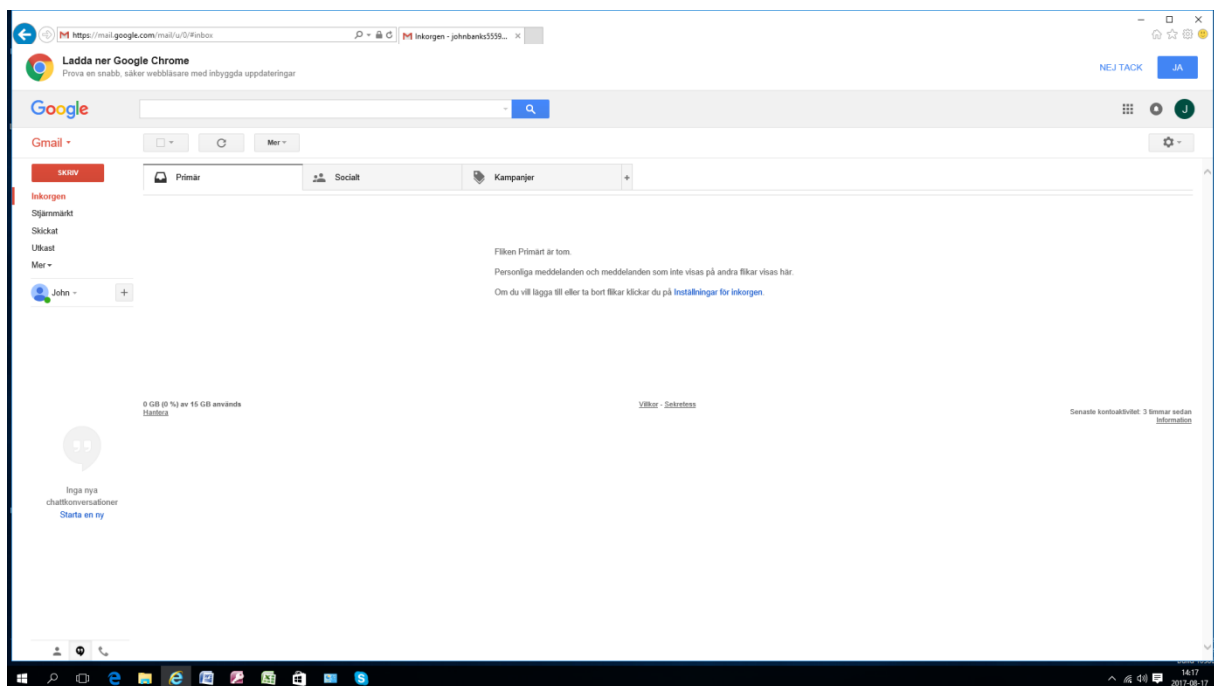 https://mail.google.com/mail/u/0/#inbox
Inkorgen - johnbanks5559...
Ladda ner Google Chrome
Prova en snabb, säker webbläsare med inbyggda uppdateringar
NEJ TACK
JA
Google
J
Gmail
Mer
SKRIV
Primär
Socialt
Kampanjer
+
Inkorgen
Stjärnmärkt
Skickat
Utkast
Mer
John
+
Fliken Primärt är tom.
Personliga meddelanden och meddelanden som inte visas på andra flikar visas här.
Om du vill lägga till eller ta bort flikar klickar du på Inställningar för inkorgen.
0 GB (0 %) av 15 GB används
Hantera
Villkor - Sekretess
Senaste kontoaktivitet: 3 timmar sedan
Information
Inga nya
chattkonversationer
Starta en ny
14:17
2017-08-17